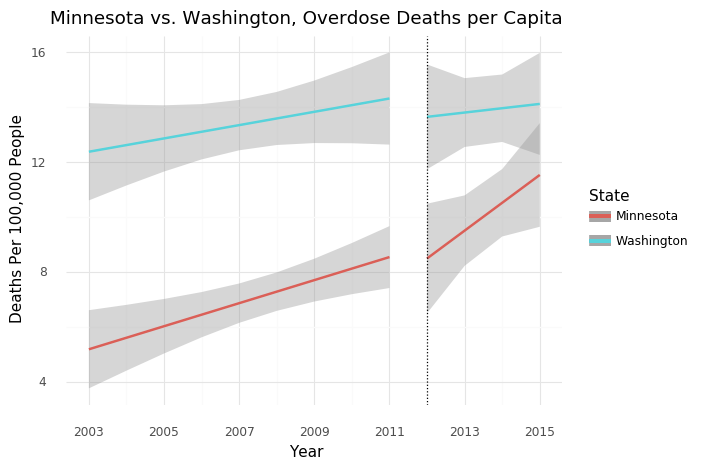 Minnesota vs. Washington, Overdose Deaths per Capita
16
12
8
4
Deaths Per 100,000 People
2003 2005 2007 2009 2011 2013 2015
Year
State
Minnesota
Washington